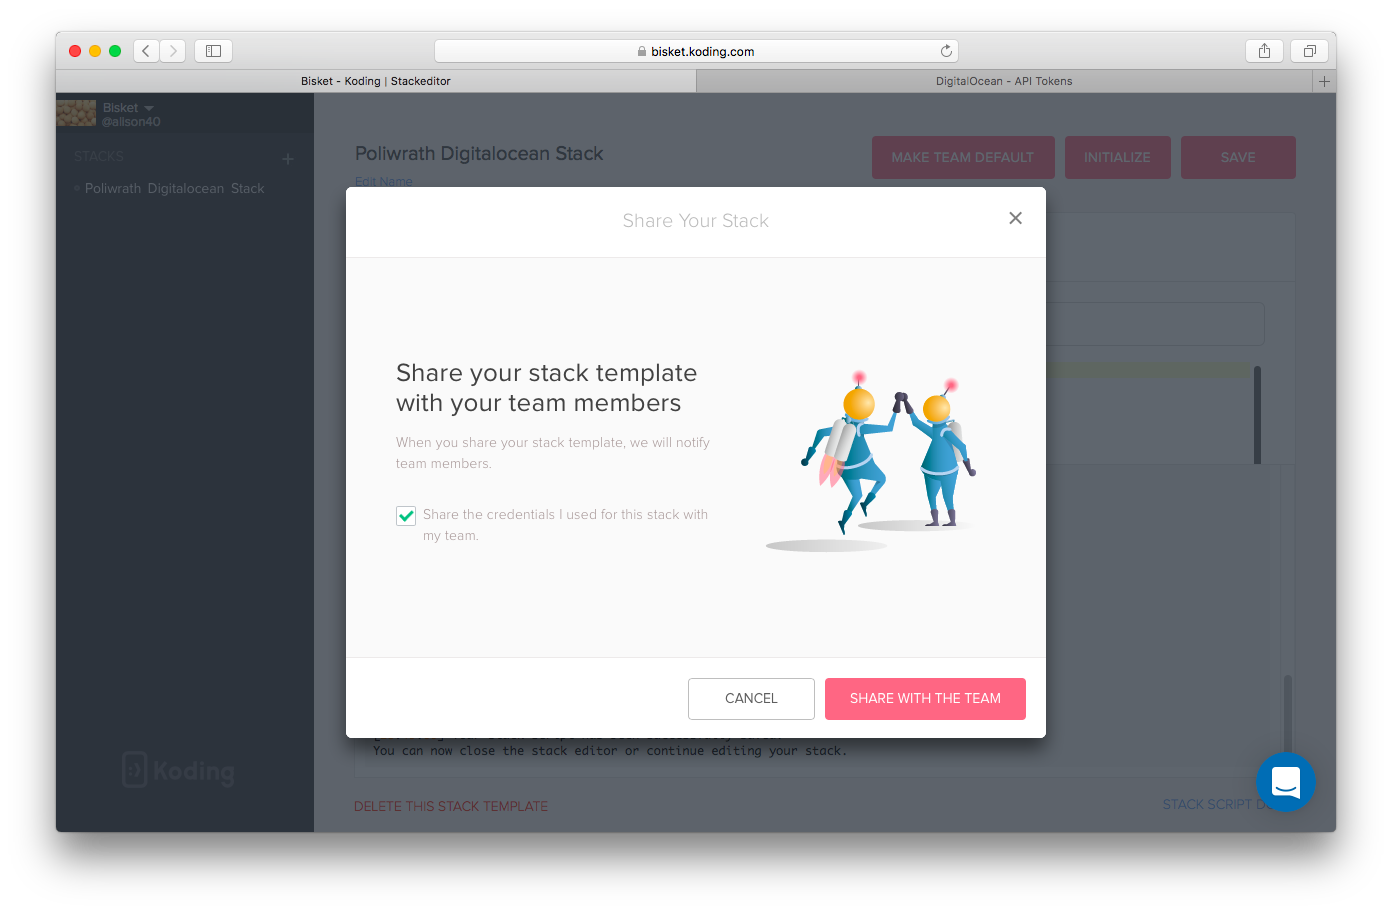 bisket.koding.com
Bisket - Koding | Stackeditor
DigitalOcean - API Tokens
Bisket
@alison40
STACKS
Poliwrath Digitalocean Stack
Poliwrath Digitalocean Stack
Edit Name
MAKE TEAM DEFAULT
INITIALIZE
SAVE
Share Your Stack
Share your stack template
with your team members
When you share your stack template, we will notify
team members.
Share the credentials I used for this stack with
my team.
CANCEL
SHARE WITH THE TEAM
You can now close the stack editor or continue editing your stack.
Koding
DELETE THIS STACK TEMPLATE
STACK SCRIPT